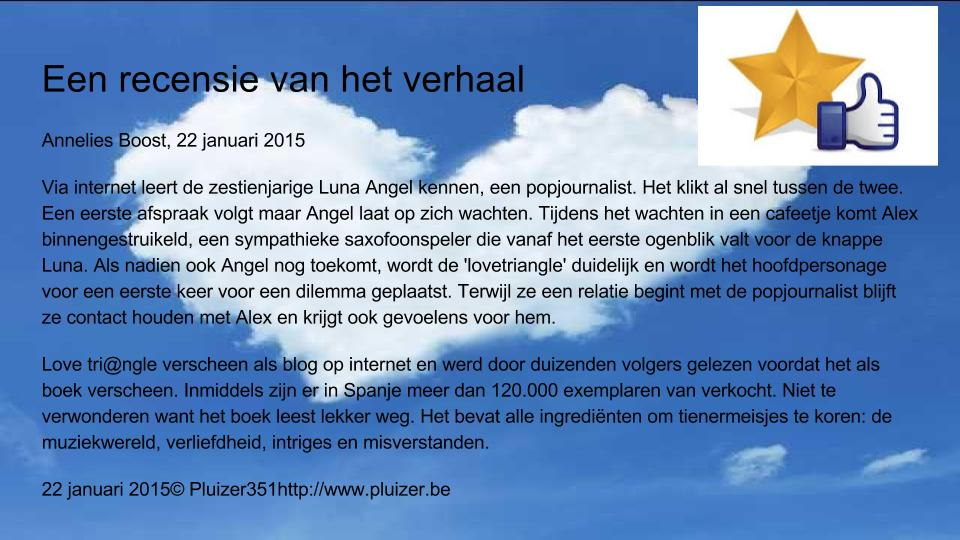 Een recensie van het verhaal
Annelies Boost, 22 januari 2015
Via internet leert de zestienjarige Luna Angel kennen, een popjournalist. Het klikt al snel tussen de twee.
Een eerste afspraak volgt maar Angel laat op zich wachten. Tijdens het wachten in een cafeetje komt Alex
binnengestruikeld, een sympathieke saxofoonspeler die vanaf het eerste ogenblik valt voor de knappe
Luna. Als nadien ook Angel nog toekomt, wordt de 'lovetriangle' duidelijk en wordt het hoofdpersonage
voor een eerste keer voor een dilemma geplaatst. Terwijl ze een relatie begint met de popjournalist blijft
ze contact houden met Alex en krijgt ook gevoelens voor hem.
Love tri@ngle verscheen als blog op internet en werd door duizenden volgers gelezen voordat het als
boek verscheen. Inmiddels zijn er in Spanje meer dan 120.000 exemplaren van verkocht. Niet te
verwonderen want het boek leest lekker weg. Het bevat alle ingrediënten om tienermeisjes te koren: de
muziekwereld, verliefdheid, intriges en misverstanden.
22 januari 2015© Pluizer351http://www.pluizer.be